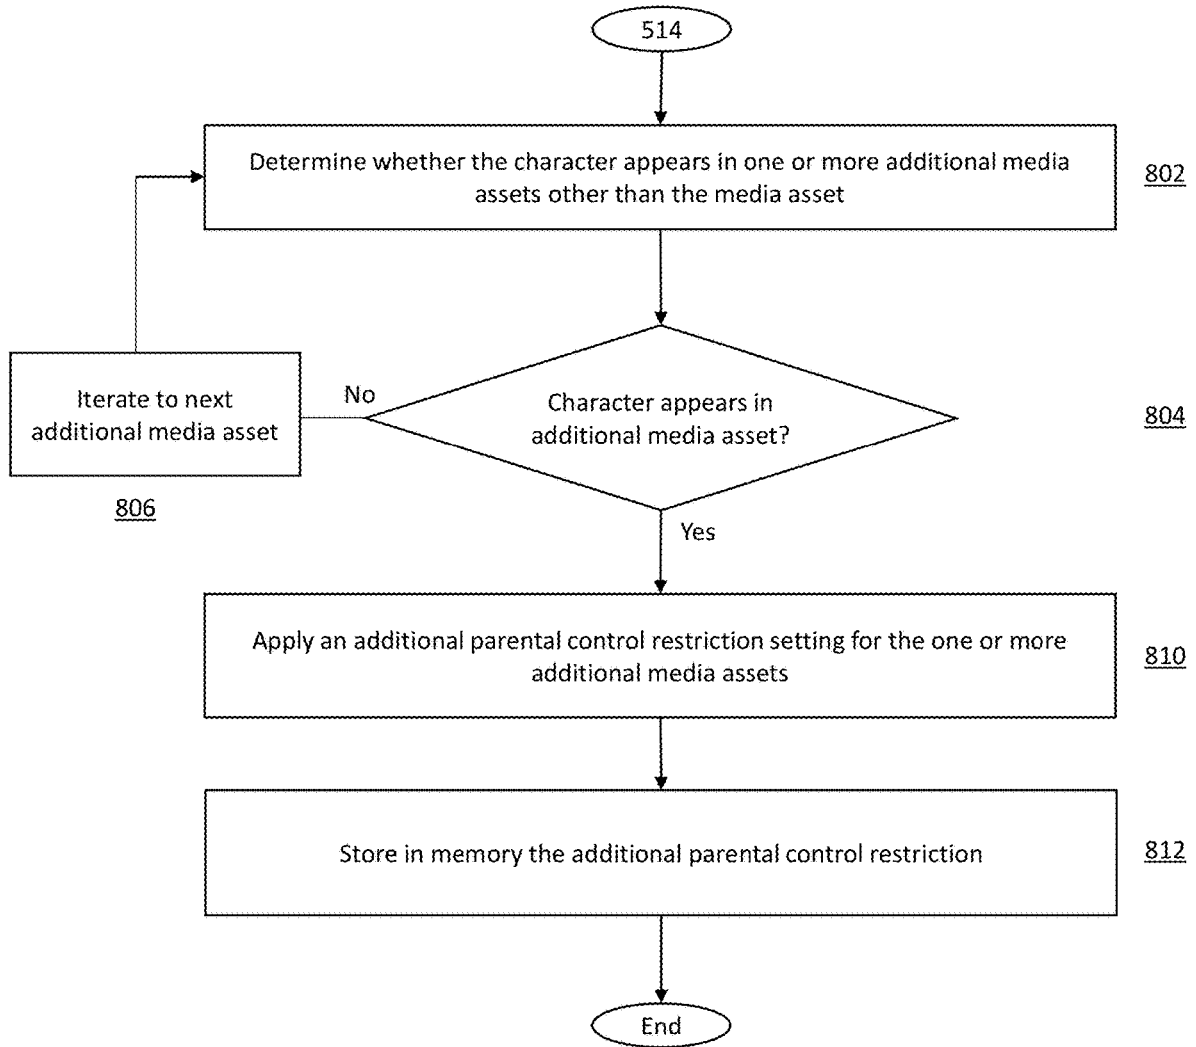 514
Determine whether the character appears in one or more additional media
assets other than the media asset
802
Iterate to next
additional media asset
806
No
Character appears in
additional media asset?
804
Yes
Apply an additional parental control restriction setting for the one or more
additional media assets
810
Store in memory the additional parental control restriction
812
End